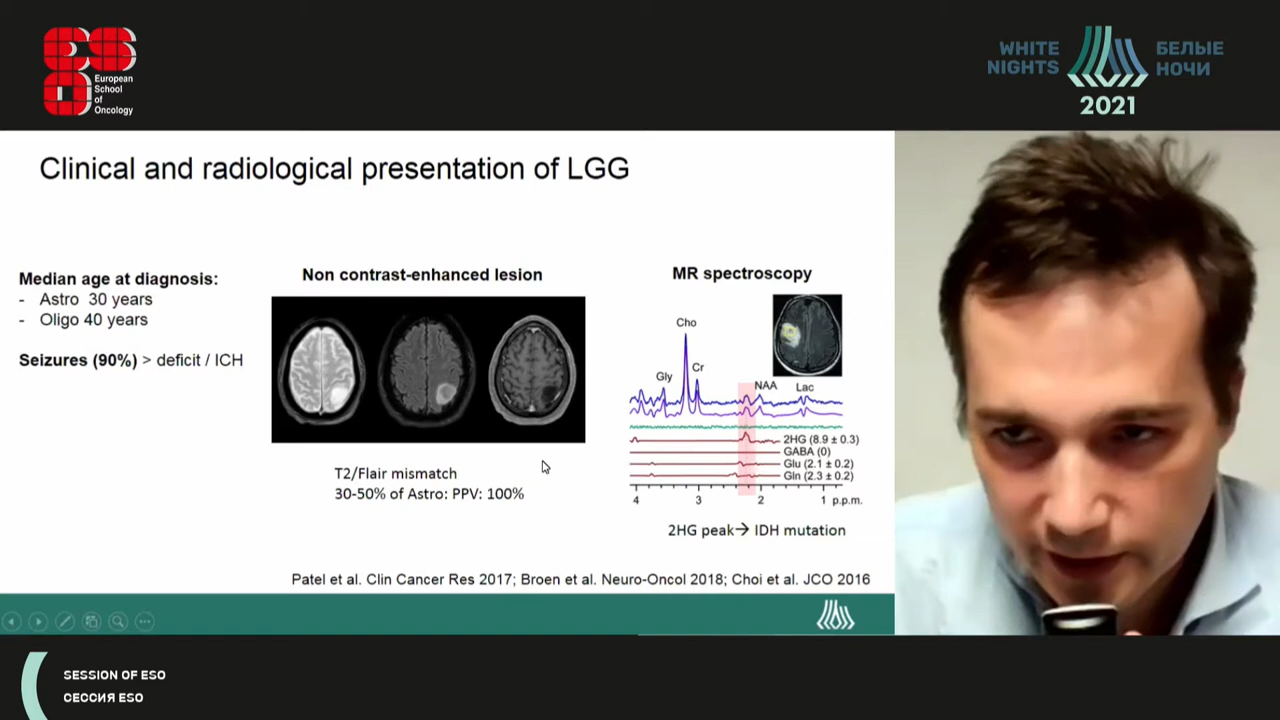 European
School
of
Oncology
WHITE
NIGHTS
БЕЛЫЕ
НОЧИ
2021
Clinical and radiological presentation of LGG
Median age at diagnosis:
- Astro 30 years
- Oligo 40 years
Seizures (90%) > deficit / ICH
Non contrast-enhanced lesion
T2/Flair mismatch
30-50% of Astro: PPV: 100%
MR spectroscopy
Cho
Gly
Cr
NAA
Lac
2HG (8.9 ± 0.3)
GABA (0)
Glu (2.1 ± 0.2)
Gln (2.3 ± 0.2)
4 3 2 1 p.p.m.
2HG peak→ IDH mutation
Patel et al. Clin Cancer Res 2017; Broen et al. Neuro-Oncol 2018; Choi et al. JCO 2016
SESSION OF ESO
СЕССИЯ ESO